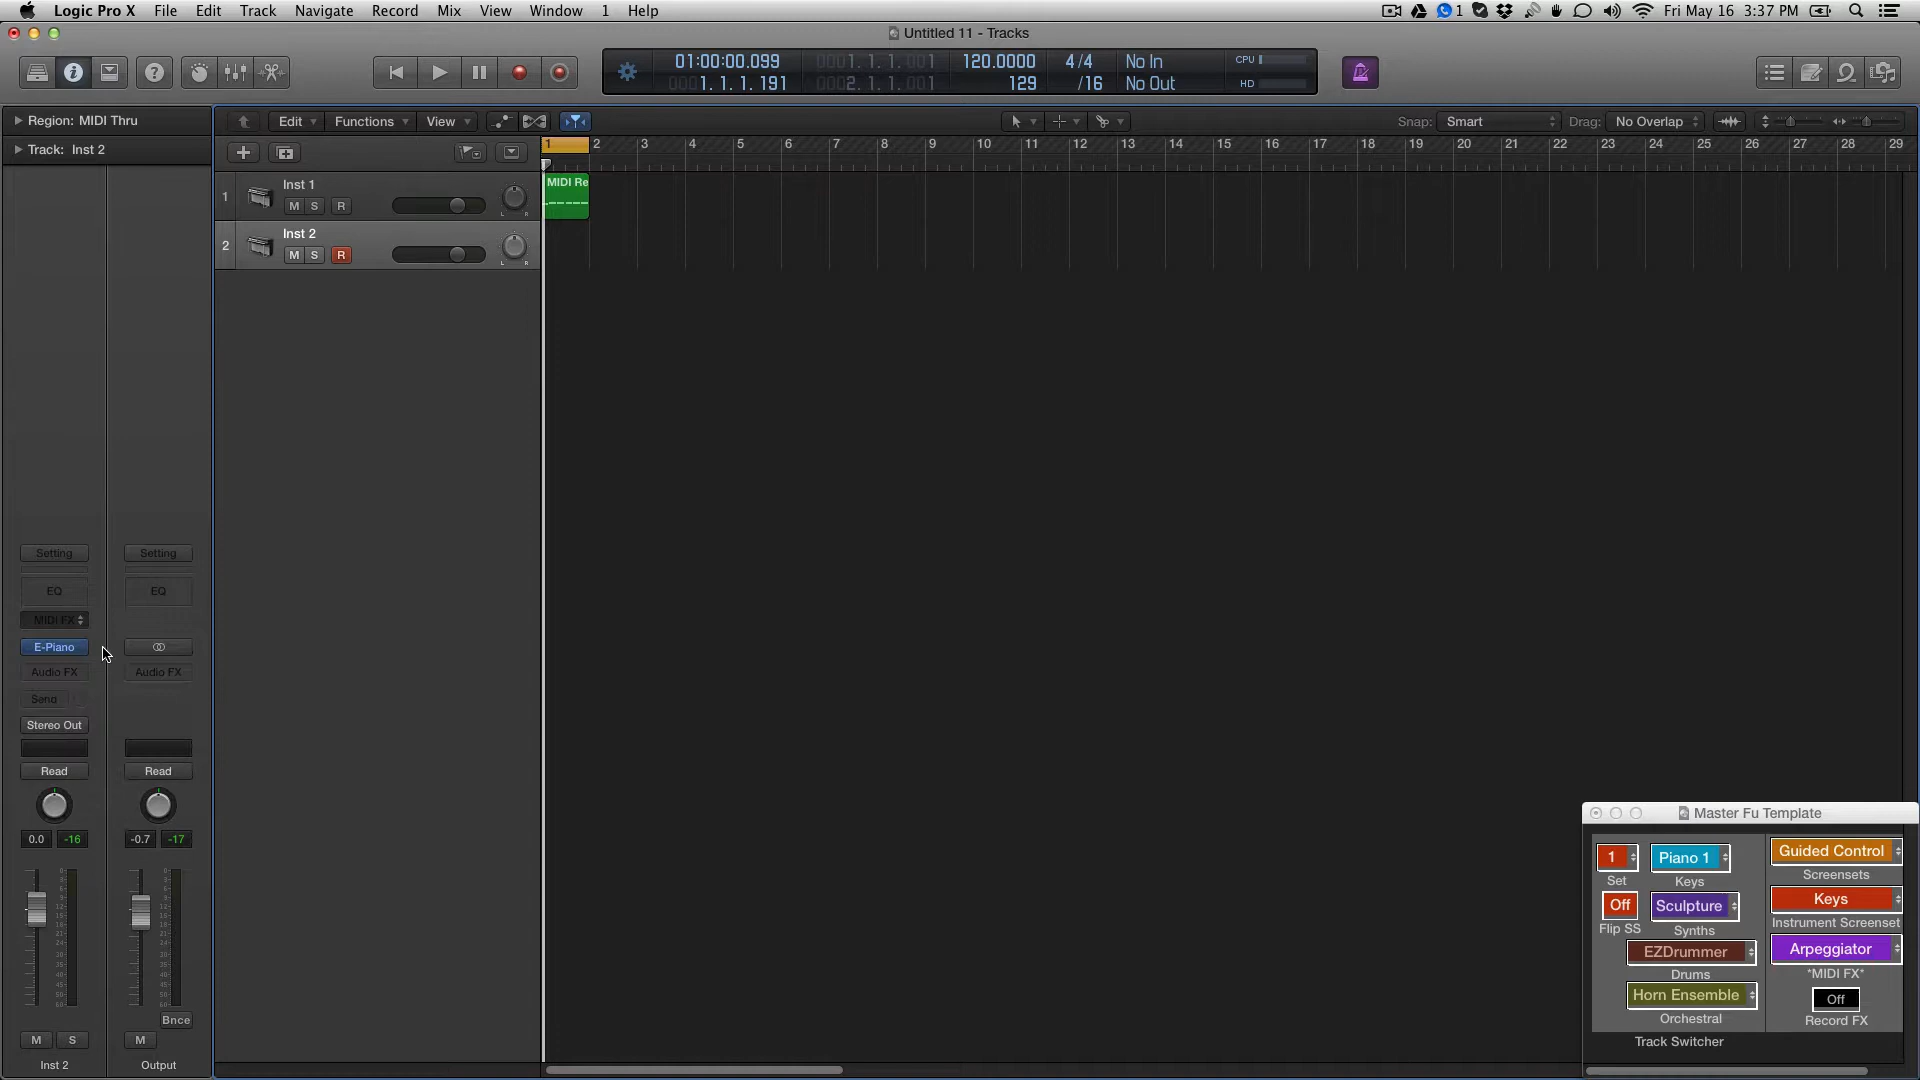 Logic Pro X File Edit Track Navigate Record Mix View Window 1 Help 1 Fri May 16 3:37 PM
Untitled 11 - Tracks
01:00:00.099 0001.1.1.001 120.0000 4/4 No In CPU
0001.1.1.191 0002.1.1.001 129 /16 No Out HD
Region: MIDI Thru
Edit Functions View Snap: Smart Drag: No Overlap
Track: Inst 2
1 2 3 4 5 6 7 8 9 10 11 12 13 14 15 16 17 18 19 20 21 22 23 24 25 26 27 28 29
1 Inst 1
M S R
L R
MIDI Re
2 Inst 2
M S R
L R
Setting Setting
EQ EQ
MIDI FX
E-Piano
Audio FX Audio FX
Send
Stereo Out
Read Read
0.0 -16 -0.7 -17
Bnce
M S M
Inst 2 Output
Master Fu Template
1 Piano 1 Guided Control
Set Keys Screensets
Off Sculpture Keys
Flip SS Synths Instrument Screenset
EZDrummer Arpeggiator
Drums *MIDI FX*
Horn Ensemble Off
Orchestral Record FX
Track Switcher